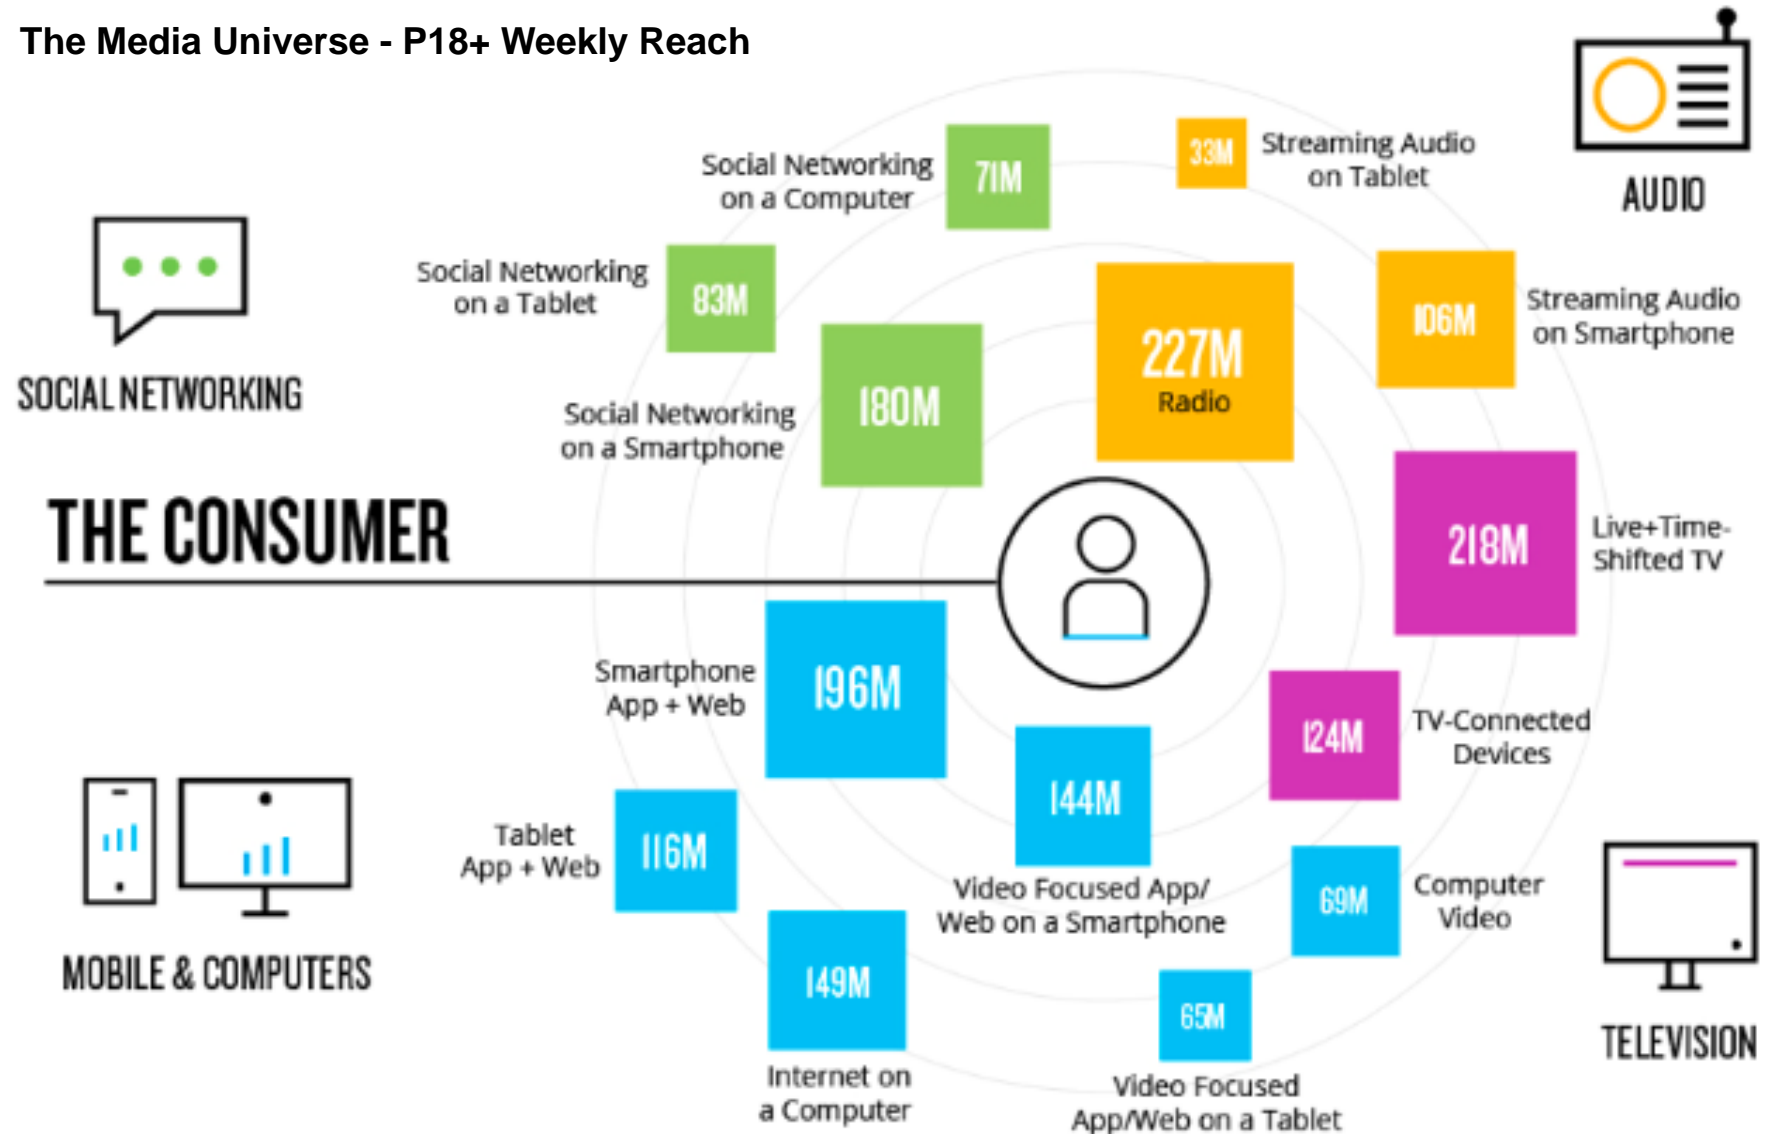 The Media Universe - P18+ Weekly Reach
AUDIO
33M
Streaming Audio
on Tablet
71M
Social Networking
on a Computer
83M
Social Networking
on a Tablet
106M
Streaming Audio
on Smartphone
227M
Radio
180M
Social Networking
on a Smartphone
SOCIAL NETWORKING
THE CONSUMER
218M
Live+Time-
Shifted TV
196M
Smartphone
App + Web
124M
TV-Connected
Devices
144M
Video Focused App/
Web on a Smartphone
116M
Tablet
App + Web
69M
Computer
Video
MOBILE & COMPUTERS
149M
Internet on
a Computer
65M
Video Focused
App/Web on a Tablet
TELEVISION